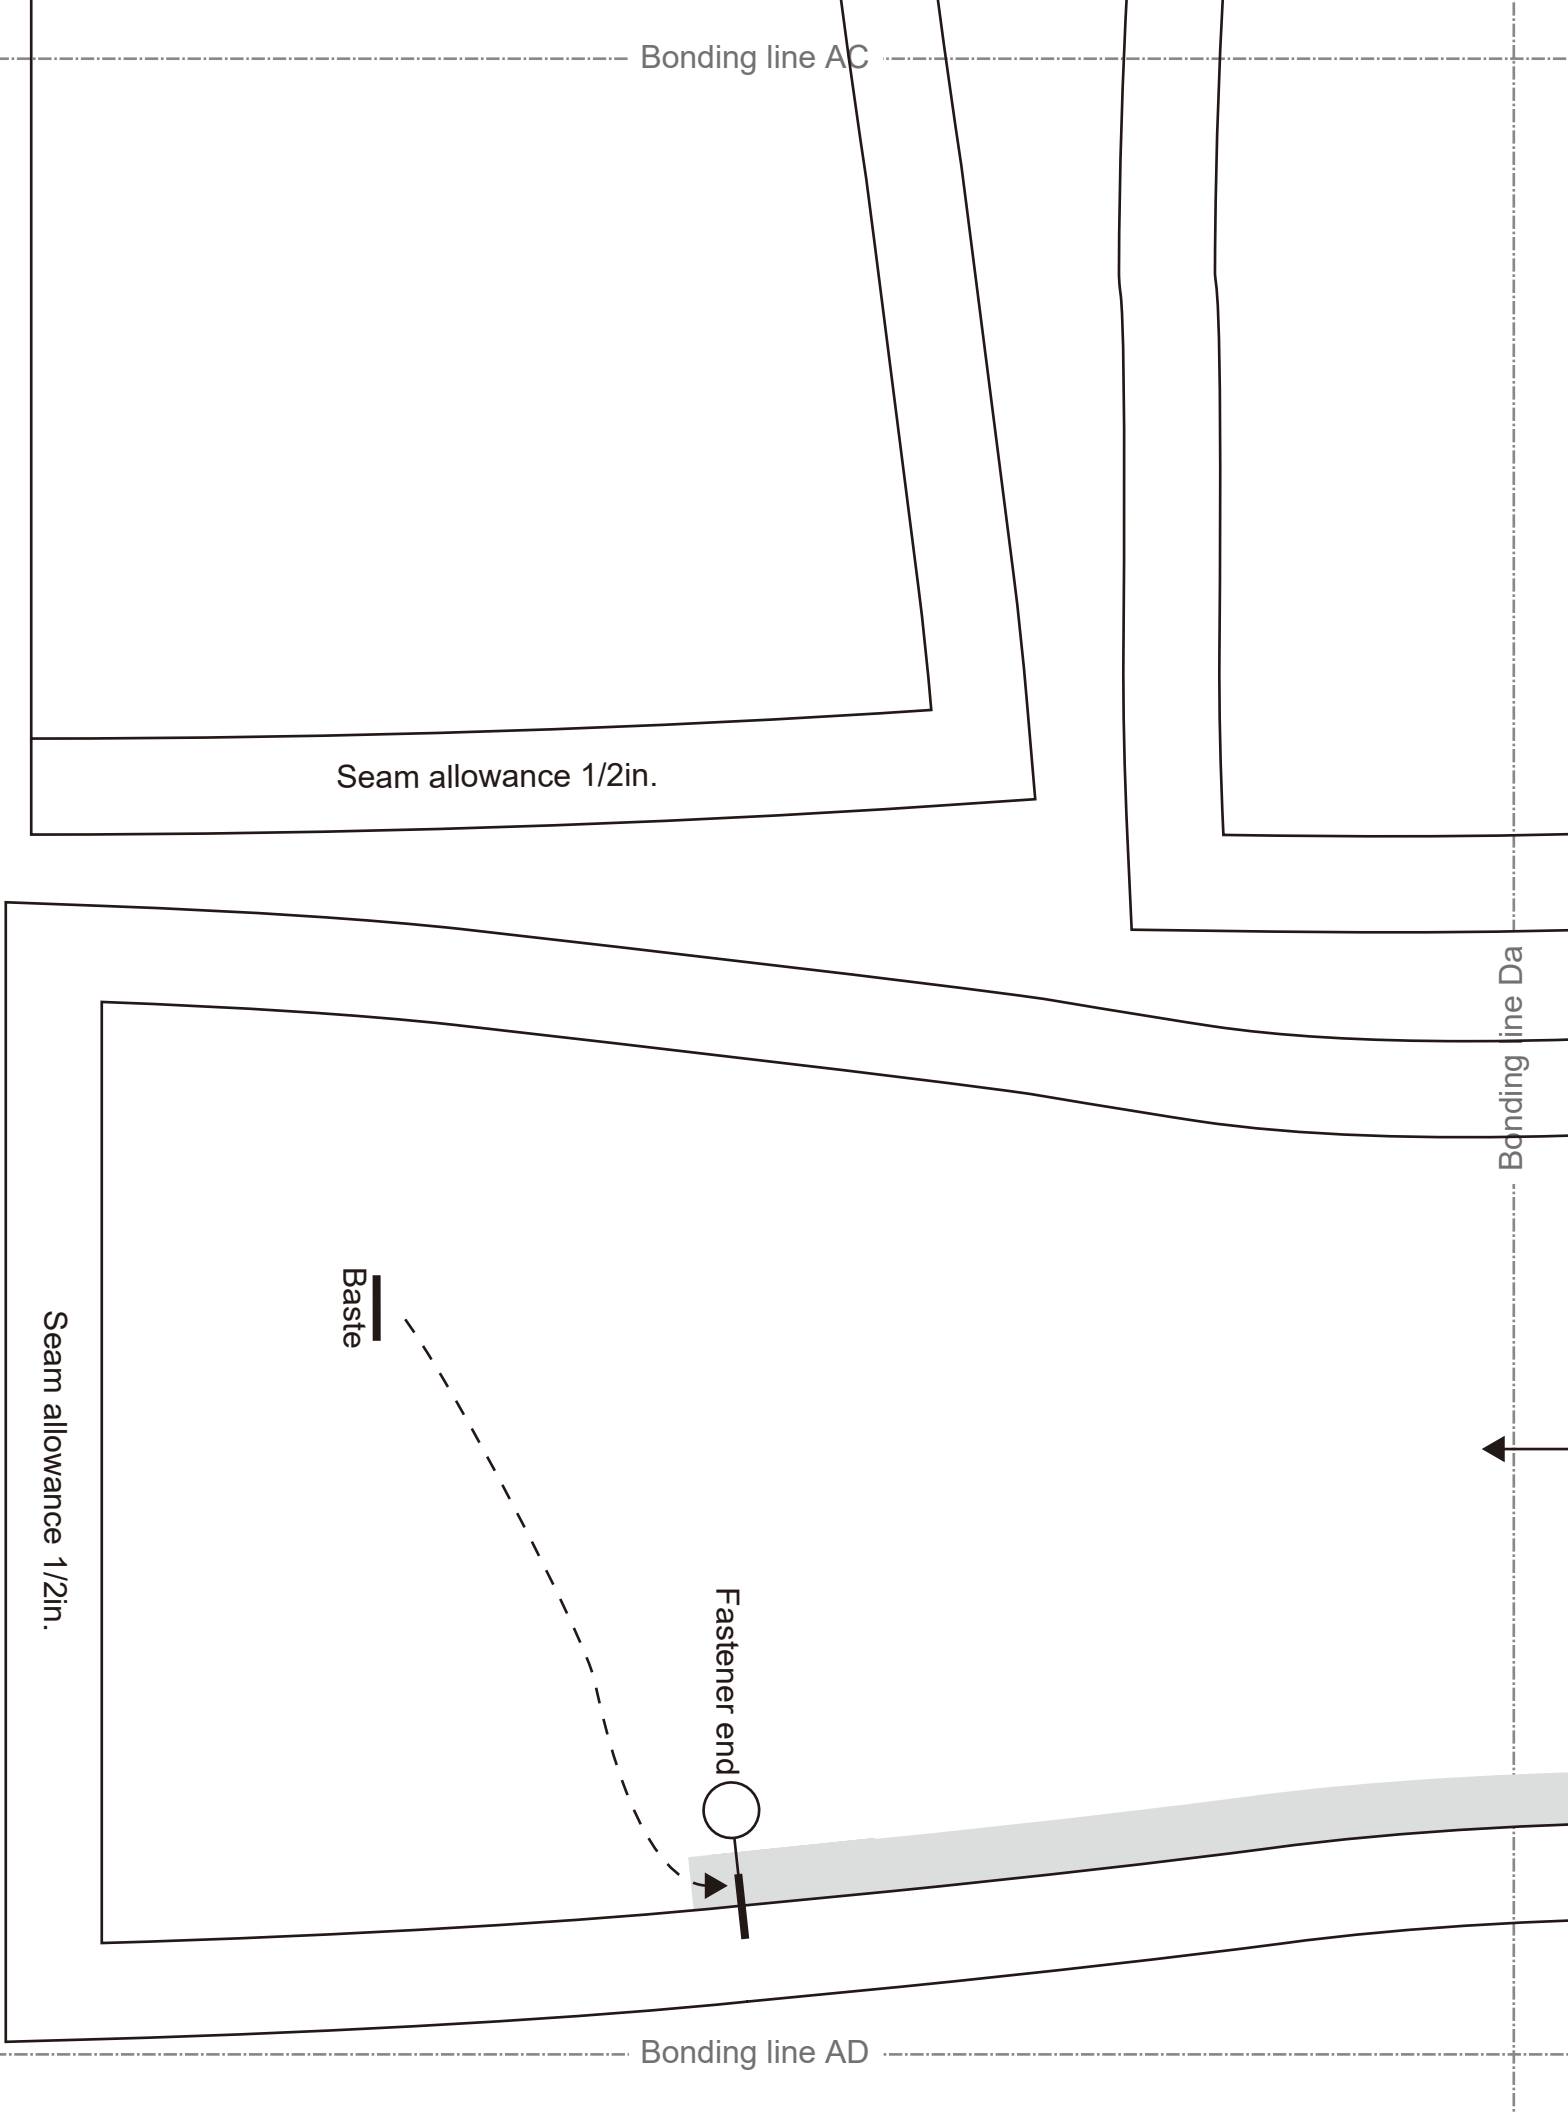 Bonding line AC
Seam allowance 1/2in.
Bonding line Da
Baste
Seam allowance 1/2in.
Fastener end
Bonding line AD